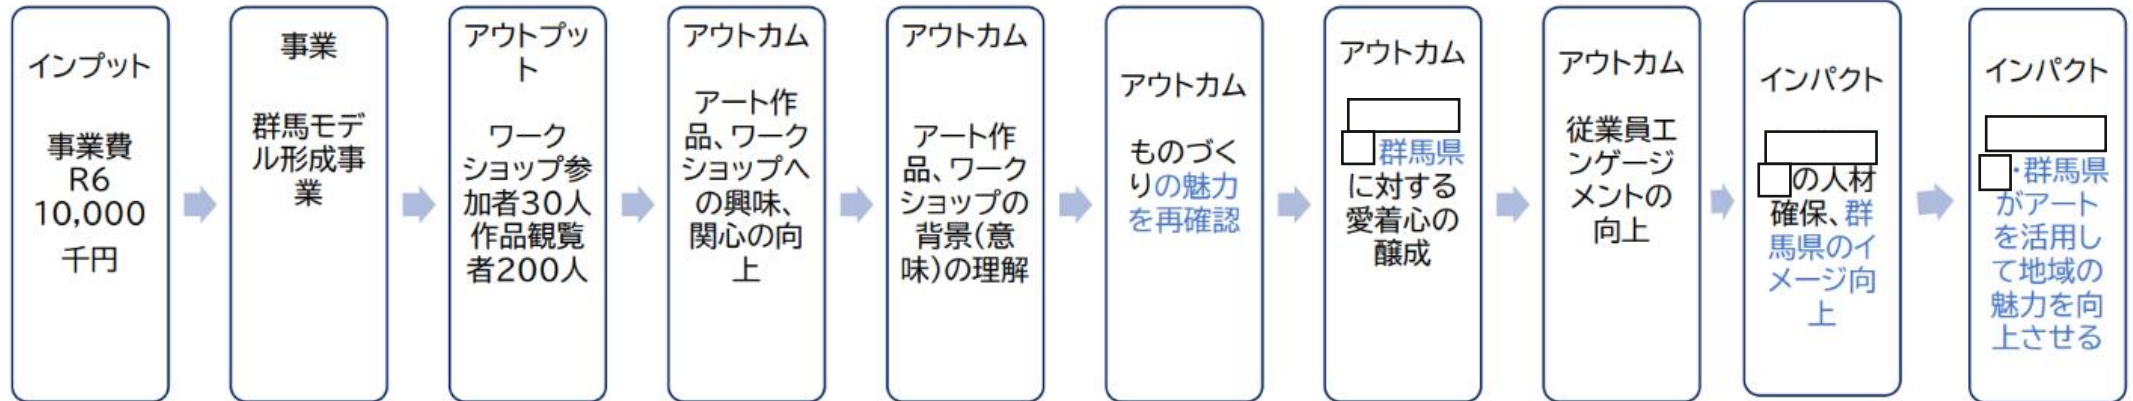 インプット
事業費
R6
10,000
千円
事業
群馬モデ
ル形成事
業
アウトプッ
ト
ワーク
ショップ参
加者30人
作品観覧
者200人
アウトカム
アート作
品、ワーク
ショップへ
の興味、
関心の向
上
アウトカム
アート作
品、ワーク
ショップの
背景(意
味)の理解
アウトカム
ものづく
りの魅力
を再確認
アウトカム
群馬県
に対する
愛着心の
醸成
アウトカム
従業員エ
ンゲージ
メントの
向上
インパクト
の人材
確保、群
馬県のイ
メージ向
上
インパクト
・群馬県
がアート
を活用し
て地域の
魅力を向
上させる